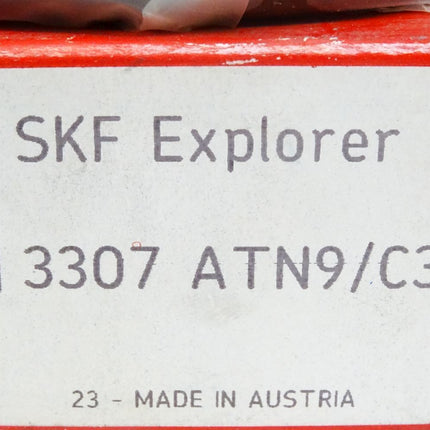 SKF Explorer
3307 ATN9/C3
23 - MADE IN AUSTRIA